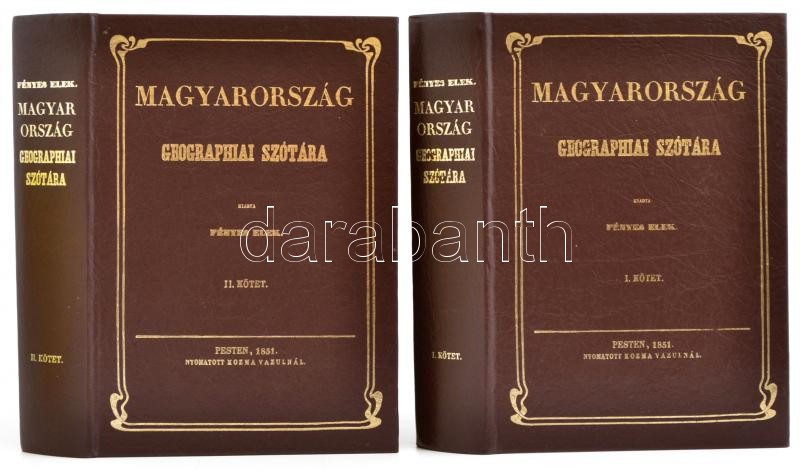 FÉNYES ELEK.
MAGYAR
ORSZÁG
GEOGRAPHIAI
SZÓTÁRA
II. KÖTET.
MAGYARORSZÁG
GEOGRAPHIAI SZÓTÁRA
KIADTA
FÉNYES ELEK.
II. KÖTET.
PESTEN, 1851.
NYOMATOTT KOZMA VAZULNÁL.
FÉNYES ELEK.
MAGYAR
ORSZÁG
GEOGRAPHIAI
SZÓTÁRA
I. KÖTET.
MAGYARORSZÁG
GEOGRAPHIAI SZÓTÁRA
KIADTA
FÉNYES ELEK.
I. KÖTET.
PESTEN, 1851.
NYOMATOTT KOZMA VAZULNÁL.
darabanth